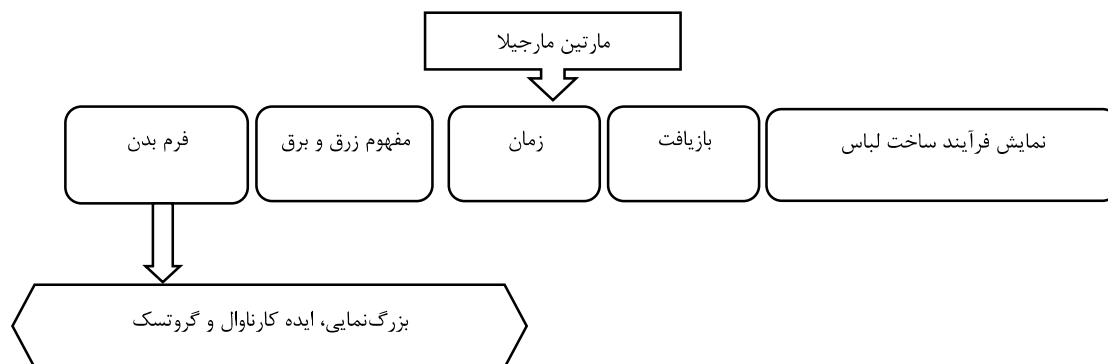 مارتین مارجیلا
نمایش فرآیند ساخت لباس
بازیافت
زمان
مفهوم زرق و برق
فرم بدن
بزرگ‌نمایی، ایده کارناوال و گروتسک